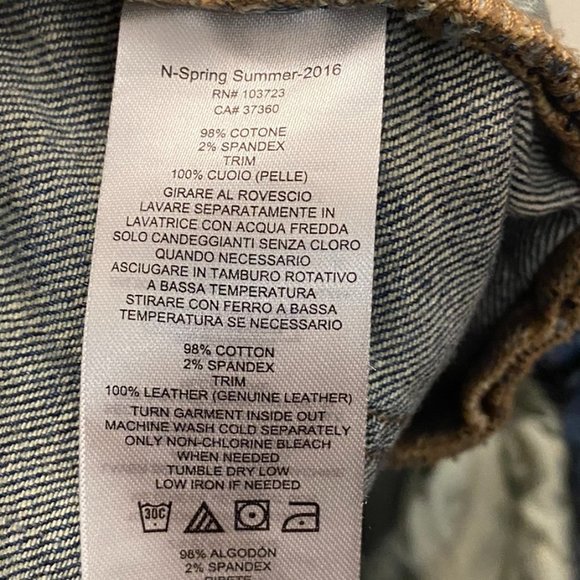 N-Spring Summer-2016
RN# 103723
CA# 37360
98% COTONE
2% SPANDEX
TRIM
100% CUOIO (PELLE)
GIRARE AL ROVESCIO
LAVARE SEPARATAMENTE IN
LAVATRICE CON ACQUA FREDDA
SOLO CANDEGGIANTI SENZA CLORO
QUANDO NECESSARIO
ASCIUGARE IN TAMBURO ROTATIVO
A BASSA TEMPERATURA
STIRARE CON FERRO A BASSA
TEMPERATURA SE NECESSARIO
98% COTTON
2% SPANDEX
TRIM
100% LEATHER (GENUINE LEATHER)
TURN GARMENT INSIDE OUT
MACHINE WASH COLD SEPARATELY
ONLY NON-CHLORINE BLEACH
WHEN NEEDED
TUMBLE DRY LOW
LOW IRON IF NEEDED
30C
98% ALGODÓN
2% SPANDEX
RIBETE